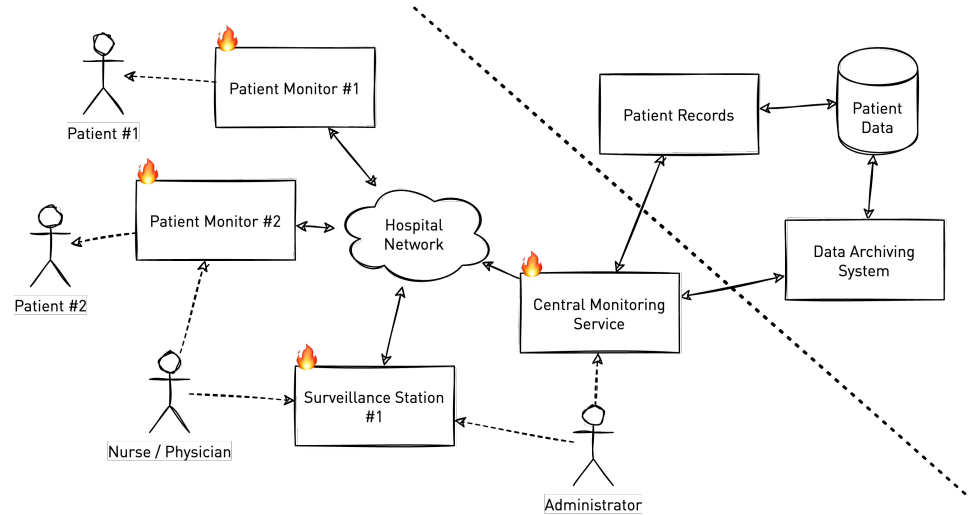 Patient Monitor #1
Patient #1
Patient Records
Patient
Data
Patient Monitor #2
Hospital
Network
Patient #2
Data Archiving
System
Central Monitoring
Service
Surveillance Station
#1
Nurse / Physician
Administrator